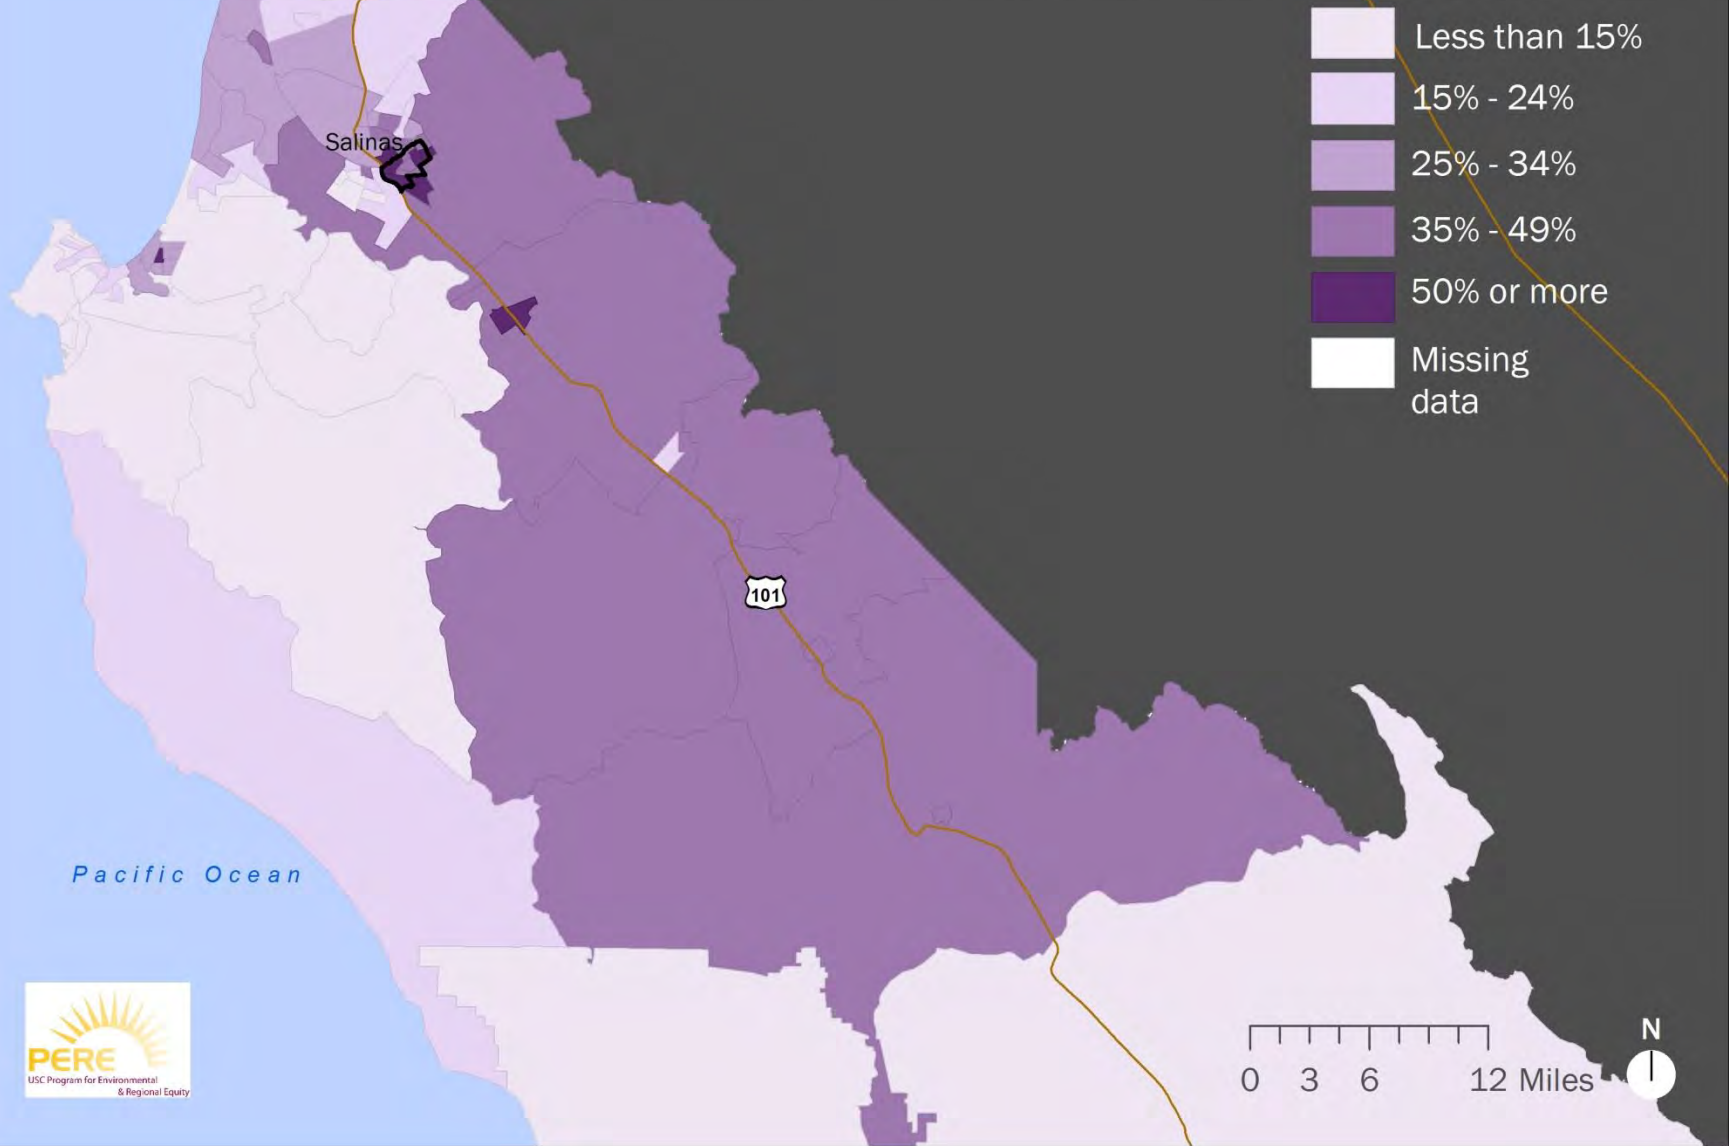 Less than 15%
15% - 24%
25% - 34%
35% - 49%
50% or more
Missing
data
Salinas
101
Pacific Ocean
PERE
USC Program for Environmental
& Regional Equity
N
0 3 6 12 Miles